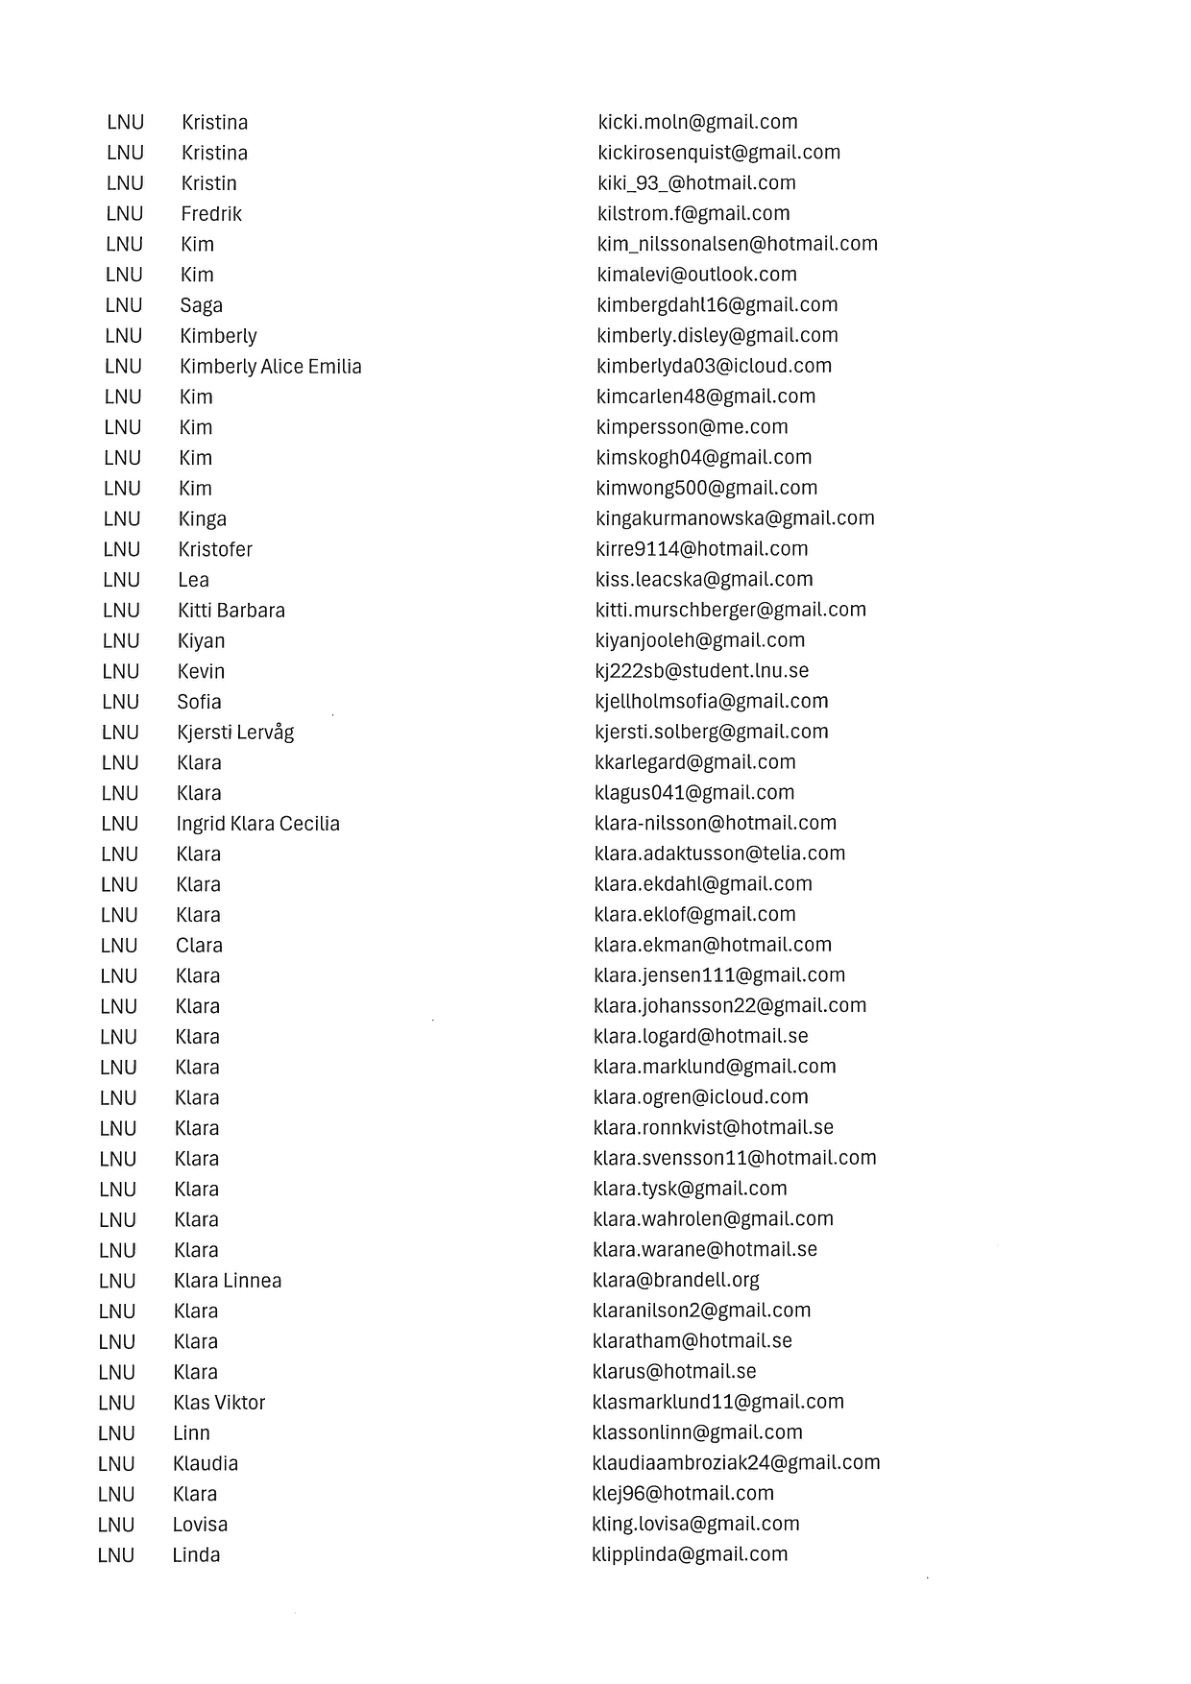 LNU Kristina kicki.moln@gmail.com
LNU Kristina kickirosenquist@gmail.com
LNU Kristin kiki_93_@hotmail.com
LNU Fredrik kilstrom.f@gmail.com
LNU Kim kim_nilssonalsen@hotmail.com
LNU Kim kimalevi@outlook.com
LNU Saga kimbergdahl16@gmail.com
LNU Kimberly kimberly.disley@gmail.com
LNU Kimberly Alice Emilia kimberlyda03@icloud.com
LNU Kim kimcarlen48@gmail.com
LNU Kim kimpersson@me.com
LNU Kim kimskogh04@gmail.com
LNU Kim kimwong500@gmail.com
LNU Kinga kingakurmanowska@gmail.com
LNU Kristofer kirre9114@hotmail.com
LNU Lea kiss.leacska@gmail.com
LNU Kitti Barbara kitti.murschberger@gmail.com
LNU Kiyan kiyanjooleh@gmail.com
LNU Kevin kj222sb@student.lnu.se
LNU Sofia kjellholmsofia@gmail.com
LNU Kjersti Lervåg kjersti.solberg@gmail.com
LNU Klara kkarlegard@gmail.com
LNU Klara klagus041@gmail.com
LNU Ingrid Klara Cecilia klara-nilsson@hotmail.com
LNU Klara klara.adaktusson@telia.com
LNU Klara klara.ekdahl@gmail.com
LNU Klara klara.eklof@gmail.com
LNU Clara klara.ekman@hotmail.com
LNU Klara klara.jensen111@gmail.com
LNU Klara klara.johansson22@gmail.com
LNU Klara klara.logard@hotmail.se
LNU Klara klara.marklund@gmail.com
LNU Klara klara.ogren@icloud.com
LNU Klara klara.ronnkvist@hotmail.se
LNU Klara klara.svensson11@hotmail.com
LNU Klara klara.tysk@gmail.com
LNU Klara klara.wahrolen@gmail.com
LNU Klara klara.warane@hotmail.se
LNU Klara Linnea klara@brandell.org
LNU Klara klaranilson2@gmail.com
LNU Klara klaratham@hotmail.se
LNU Klara klarus@hotmail.se
LNU Klas Viktor klasmarklund11@gmail.com
LNU Linn klassonlinn@gmail.com
LNU Klaudia klaudiaambroziak24@gmail.com
LNU Klara klej96@hotmail.com
LNU Lovisa kling.lovisa@gmail.com
LNU Linda klipplinda@gmail.com